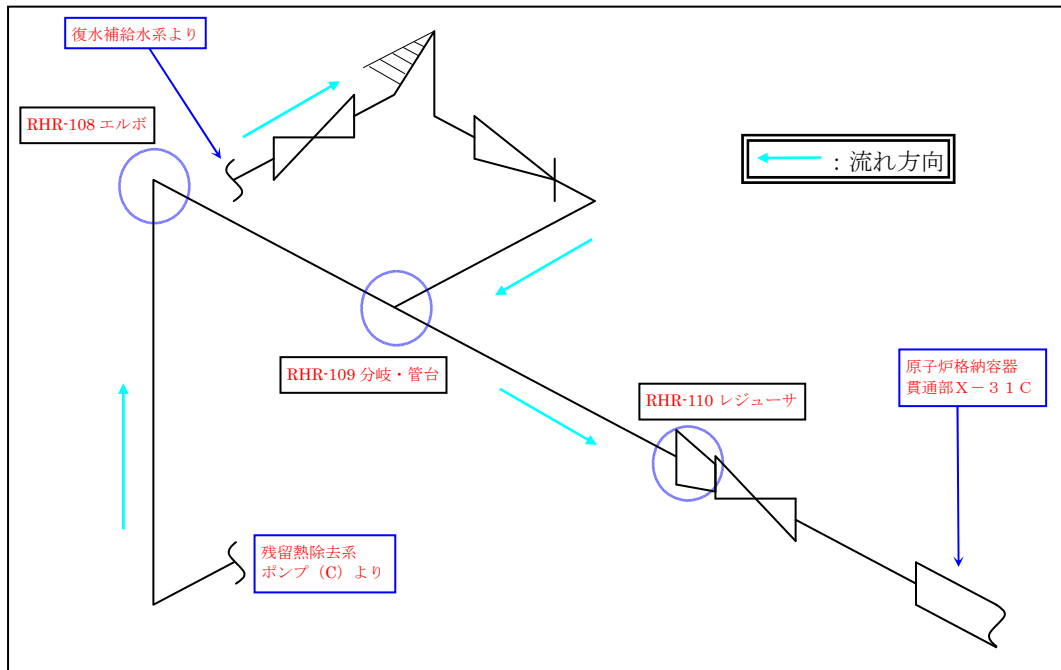 復水補給水系より
RHR-108 エルボ
：流れ方向
RHR-109 分岐・管台
RHR-110 レジューサ
原子炉格納容器
貫通部X－31C
残留熱除去系
ポンプ（C）より